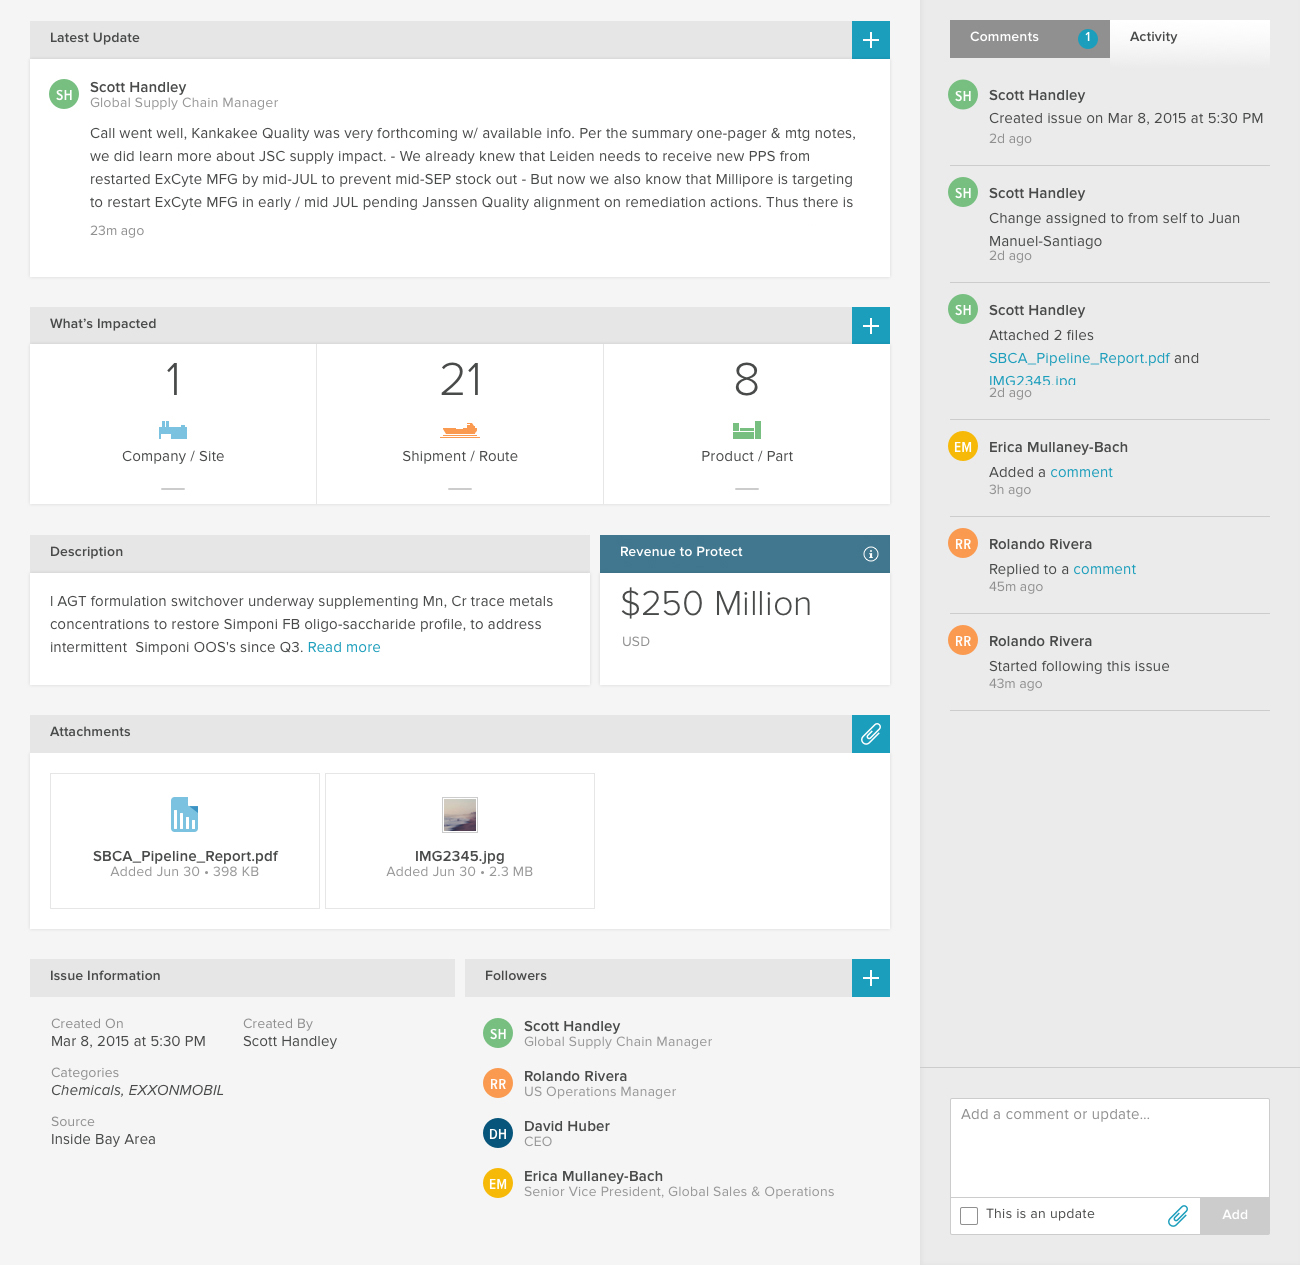 Latest Update
SH
Scott Handley
Global Supply Chain Manager
Call went well, Kankakee Quality was very forthcoming w/ available info. Per the summary one-pager & mtg notes,
we did learn more about JSC supply impact. - We already knew that Leiden needs to receive new PPS from
restarted ExCyte MFG by mid-JUL to prevent mid-SEP stock out - But now we also know that Millipore is targeting
to restart ExCyte MFG in early / mid JUL pending Janssen Quality alignment on remediation actions. Thus there is
23m ago
What's Impacted
1
Company / Site
21
Shipment / Route
8
Product / Part
Description
I AGT formulation switchover underway supplementing Mn, Cr trace metals
concentrations to restore Simponi FB oligo-saccharide profile, to address
intermittent  Simponi OOS's since Q3. Read more
Revenue to Protect
$250 Million
USD
Attachments
SBCA_Pipeline_Report.pdf
Added Jun 30 • 398 KB
IMG2345.jpg
Added Jun 30 • 2.3 MB
Issue Information
Created On
Mar 8, 2015 at 5:30 PM
Created By
Scott Handley
Categories
Chemicals, EXXONMOBIL
Source
Inside Bay Area
Followers
SH
Scott Handley
Global Supply Chain Manager
RR
Rolando Rivera
US Operations Manager
DH
David Huber
CEO
EM
Erica Mullaney-Bach
Senior Vice President, Global Sales & Operations
Comments 1
Activity
SH
Scott Handley
Created issue on Mar 8, 2015 at 5:30 PM
2d ago
SH
Scott Handley
Change assigned to from self to Juan
Manuel-Santiago
2d ago
SH
Scott Handley
Attached 2 files
SBCA_Pipeline_Report.pdf and
IMG2345.jpg
2d ago
EM
Erica Mullaney-Bach
Added a comment
3h ago
RR
Rolando Rivera
Replied to a comment
45m ago
RR
Rolando Rivera
Started following this issue
43m ago
Add a comment or update...
This is an update
Add